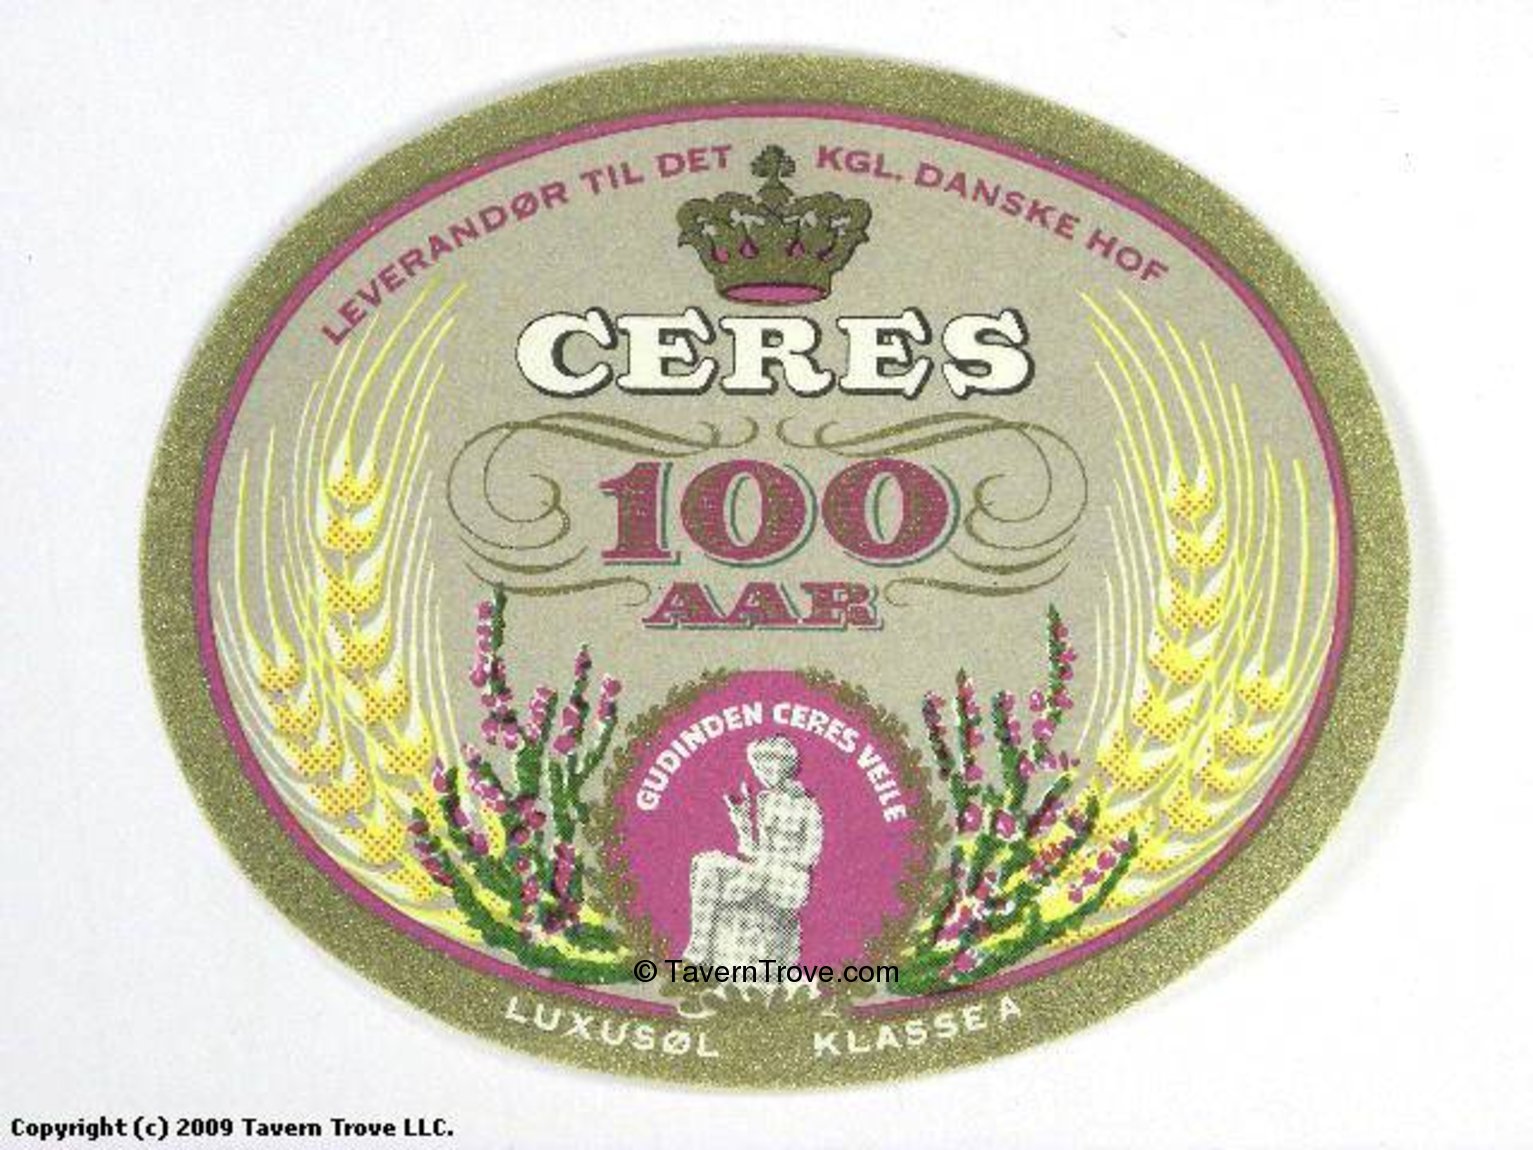 LEVERANDØR TIL DET KGL. DANSKE HOF
CERES
100
AAR
GUDINDEN CERES VEJLE
© TavernTrove.com
LUXUSØL KLASSE A
Copyright (c) 2009 Tavern Trove LLC.